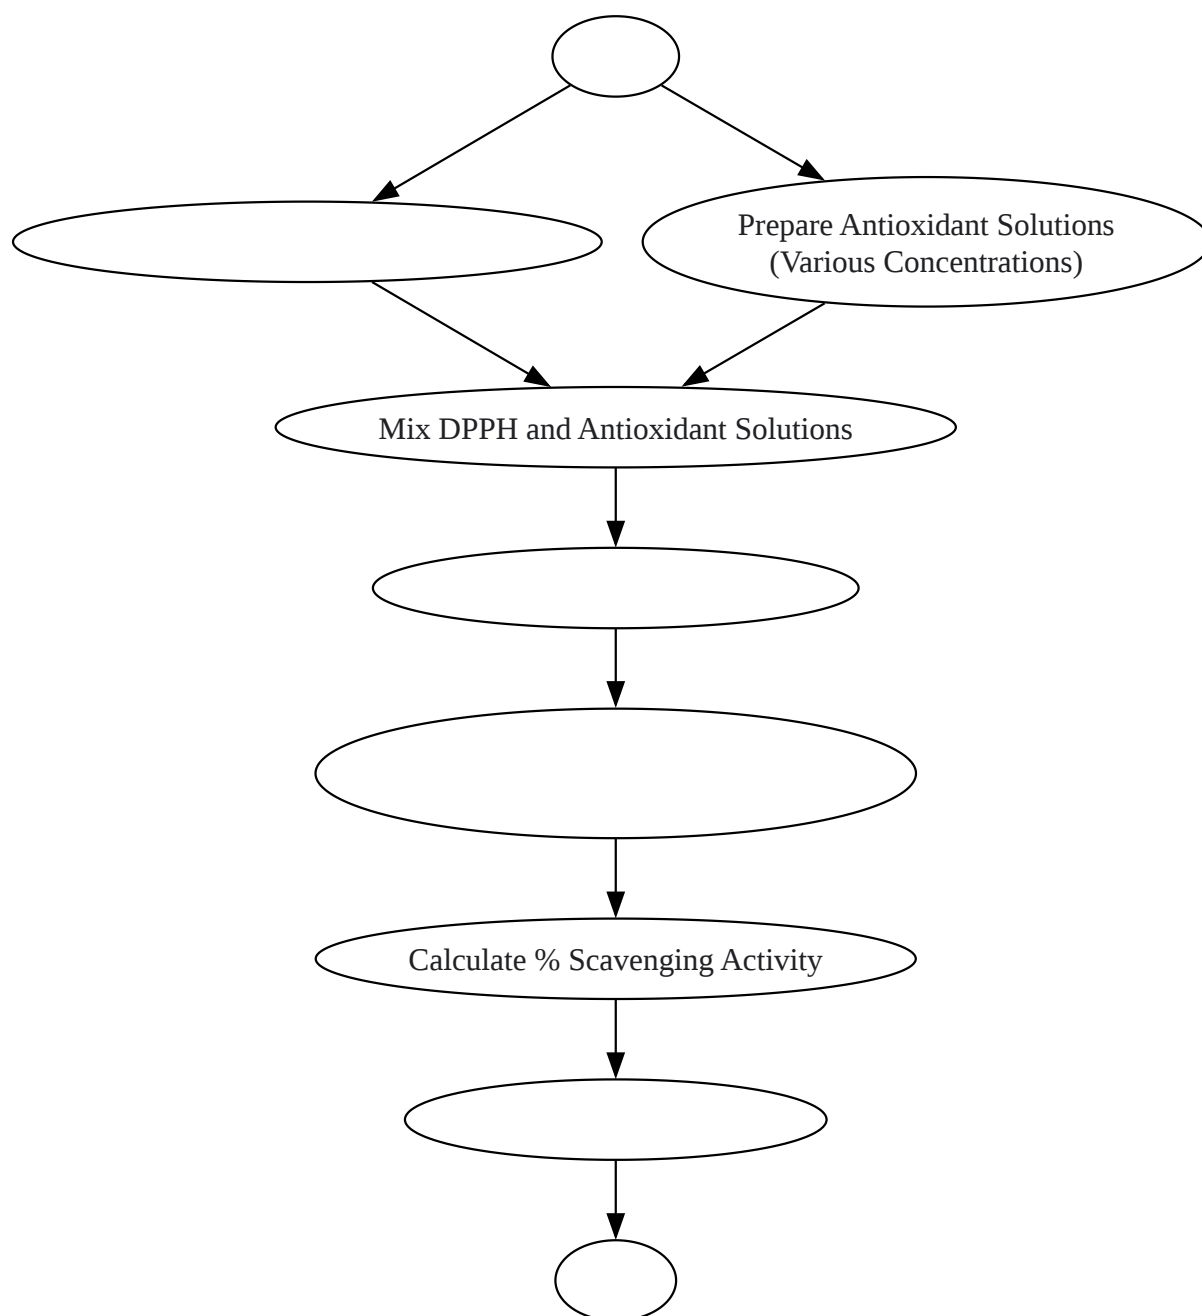 Prepare Antioxidant Solutions
(Various Concentrations)
Mix DPPH and Antioxidant Solutions
Calculate % Scavenging Activity